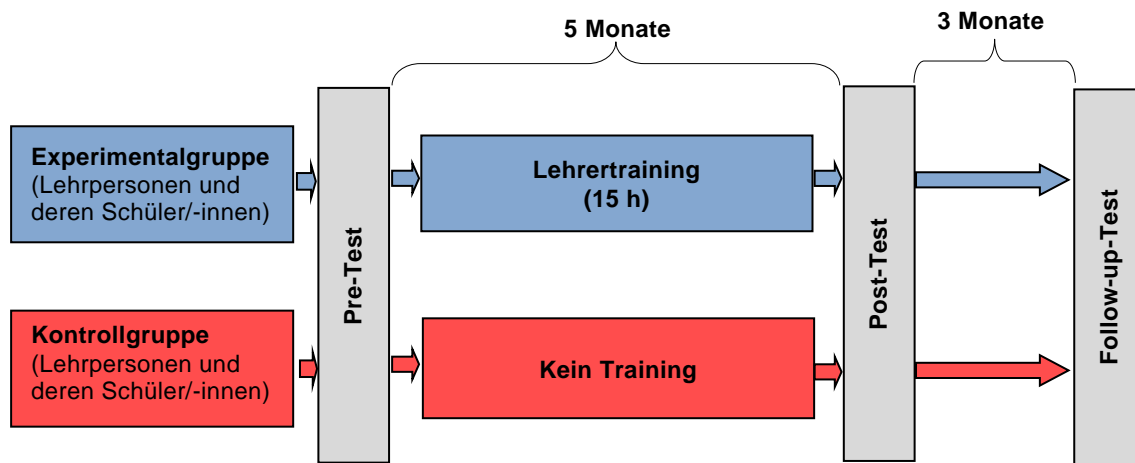 5 Monate
3 Monate
Experimentalgruppe
(Lehrpersonen und
deren Schüler/-innen)
Pre-Test
Lehrertraining
(15 h)
Post-Test
Follow-up-Test
Kontrollgruppe
(Lehrpersonen und
deren Schüler/-innen)
Kein Training